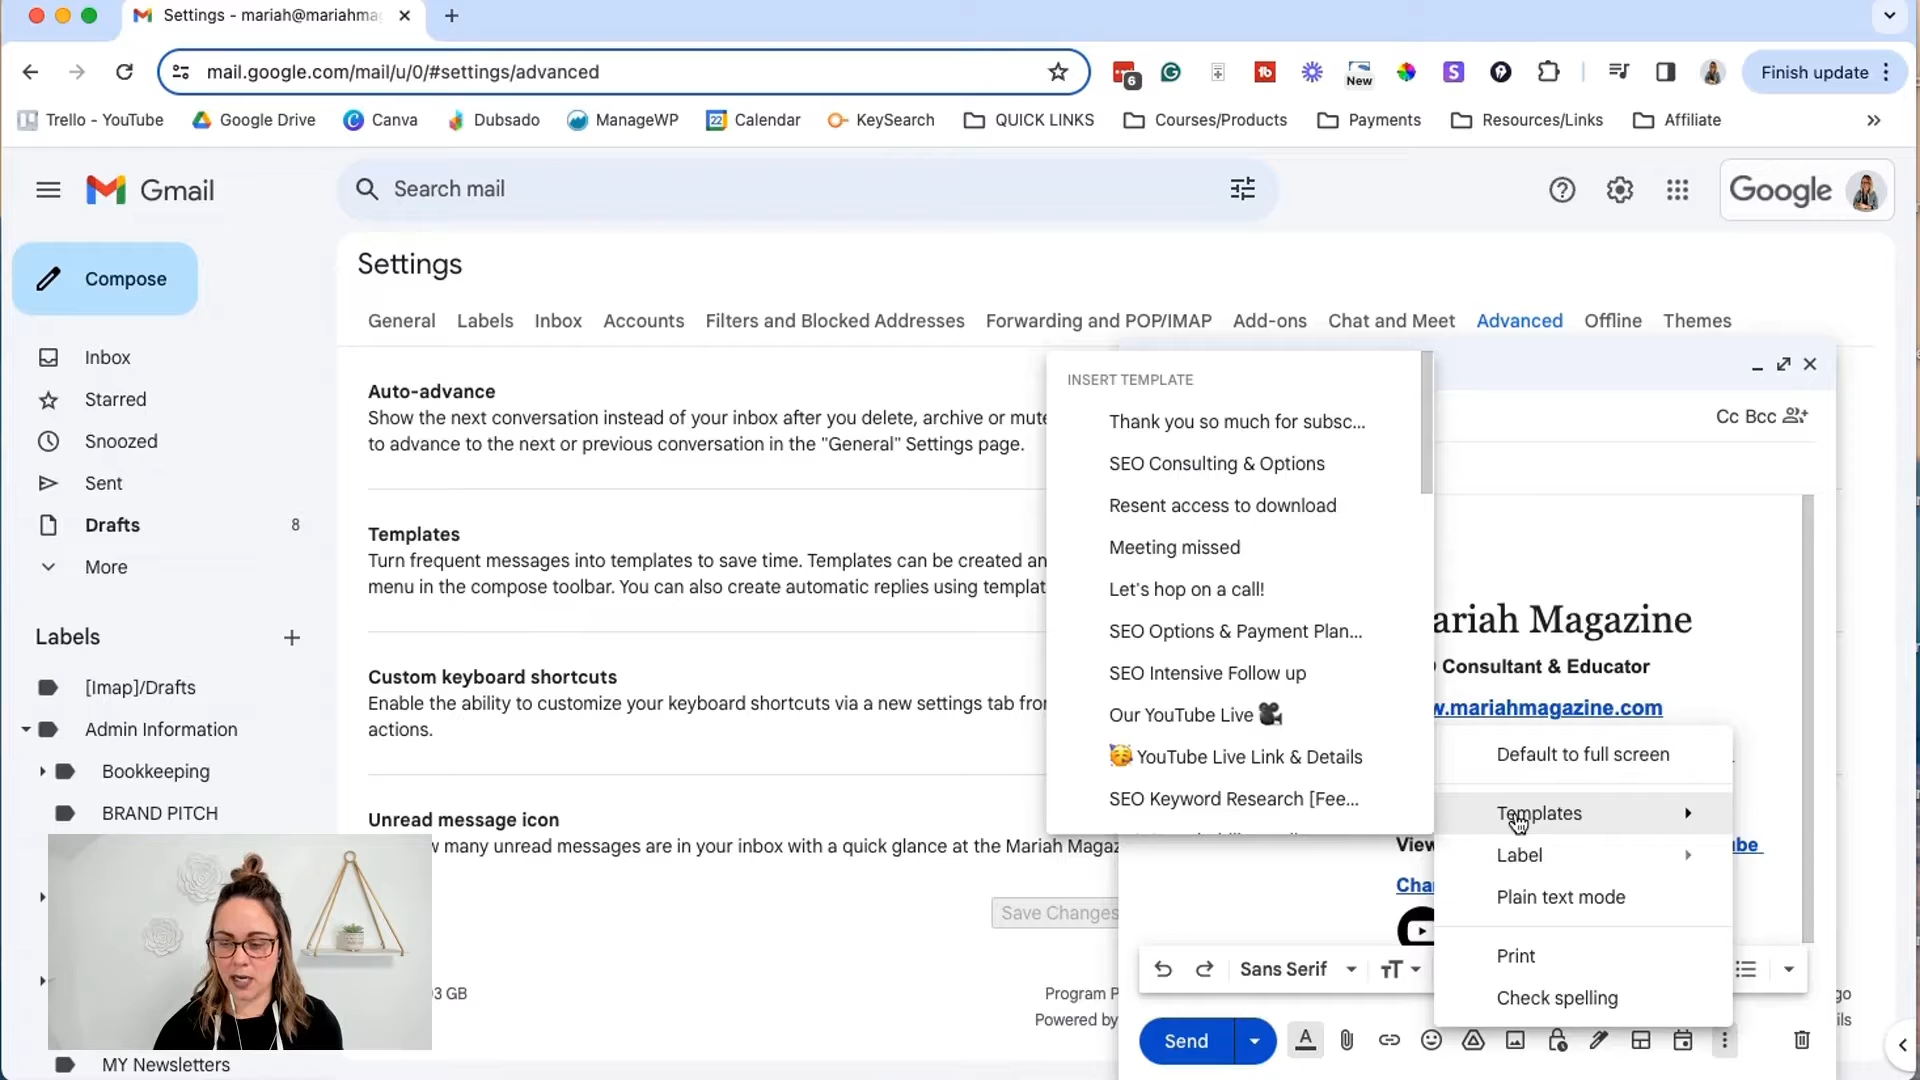 Settings - mariah@mariahma
mail.google.com/mail/u/0/#settings/advanced
6
New
Finish update
Trello - YouTube
Google Drive
Canva
Dubsado
ManageWP
22
Calendar
KeySearch
QUICK LINKS
Courses/Products
Payments
Resources/Links
Affiliate
»
Gmail
Search mail
Google
Compose
Inbox
Starred
Snoozed
Sent
Drafts 8
More
Labels
[Imap]/Drafts
Admin Information
Bookkeeping
BRAND PITCH
MY Newsletters
Settings
General
Labels
Inbox
Accounts
Filters and Blocked Addresses
Forwarding and POP/IMAP
Add-ons
Chat and Meet
Advanced
Offline
Themes
Auto-advance
Show the next conversation instead of your inbox after you delete, archive or mute
to advance to the next or previous conversation in the "General" Settings page.
Templates
Turn frequent messages into templates to save time. Templates can be created an
menu in the compose toolbar. You can also create automatic replies using templat
Custom keyboard shortcuts
Enable the ability to customize your keyboard shortcuts via a new settings tab from
actions.
Unread message icon
w many unread messages are in your inbox with a quick glance at the Mariah Magaz
Save Changes
3 GB
Program P
Powered by
INSERT TEMPLATE
Thank you so much for subsc...
SEO Consulting & Options
Resent access to download
Meeting missed
Let's hop on a call!
SEO Options & Payment Plan...
SEO Intensive Follow up
Our YouTube Live 🎥
🥳 YouTube Live Link & Details
SEO Keyword Research [Fee...
Cc Bcc
ariah Magazine
Consultant & Educator
w.mariahmagazine.com
View
be
Chan
Default to full screen
Templates
Label
Plain text mode
Print
Check spelling
Sans Serif
Send